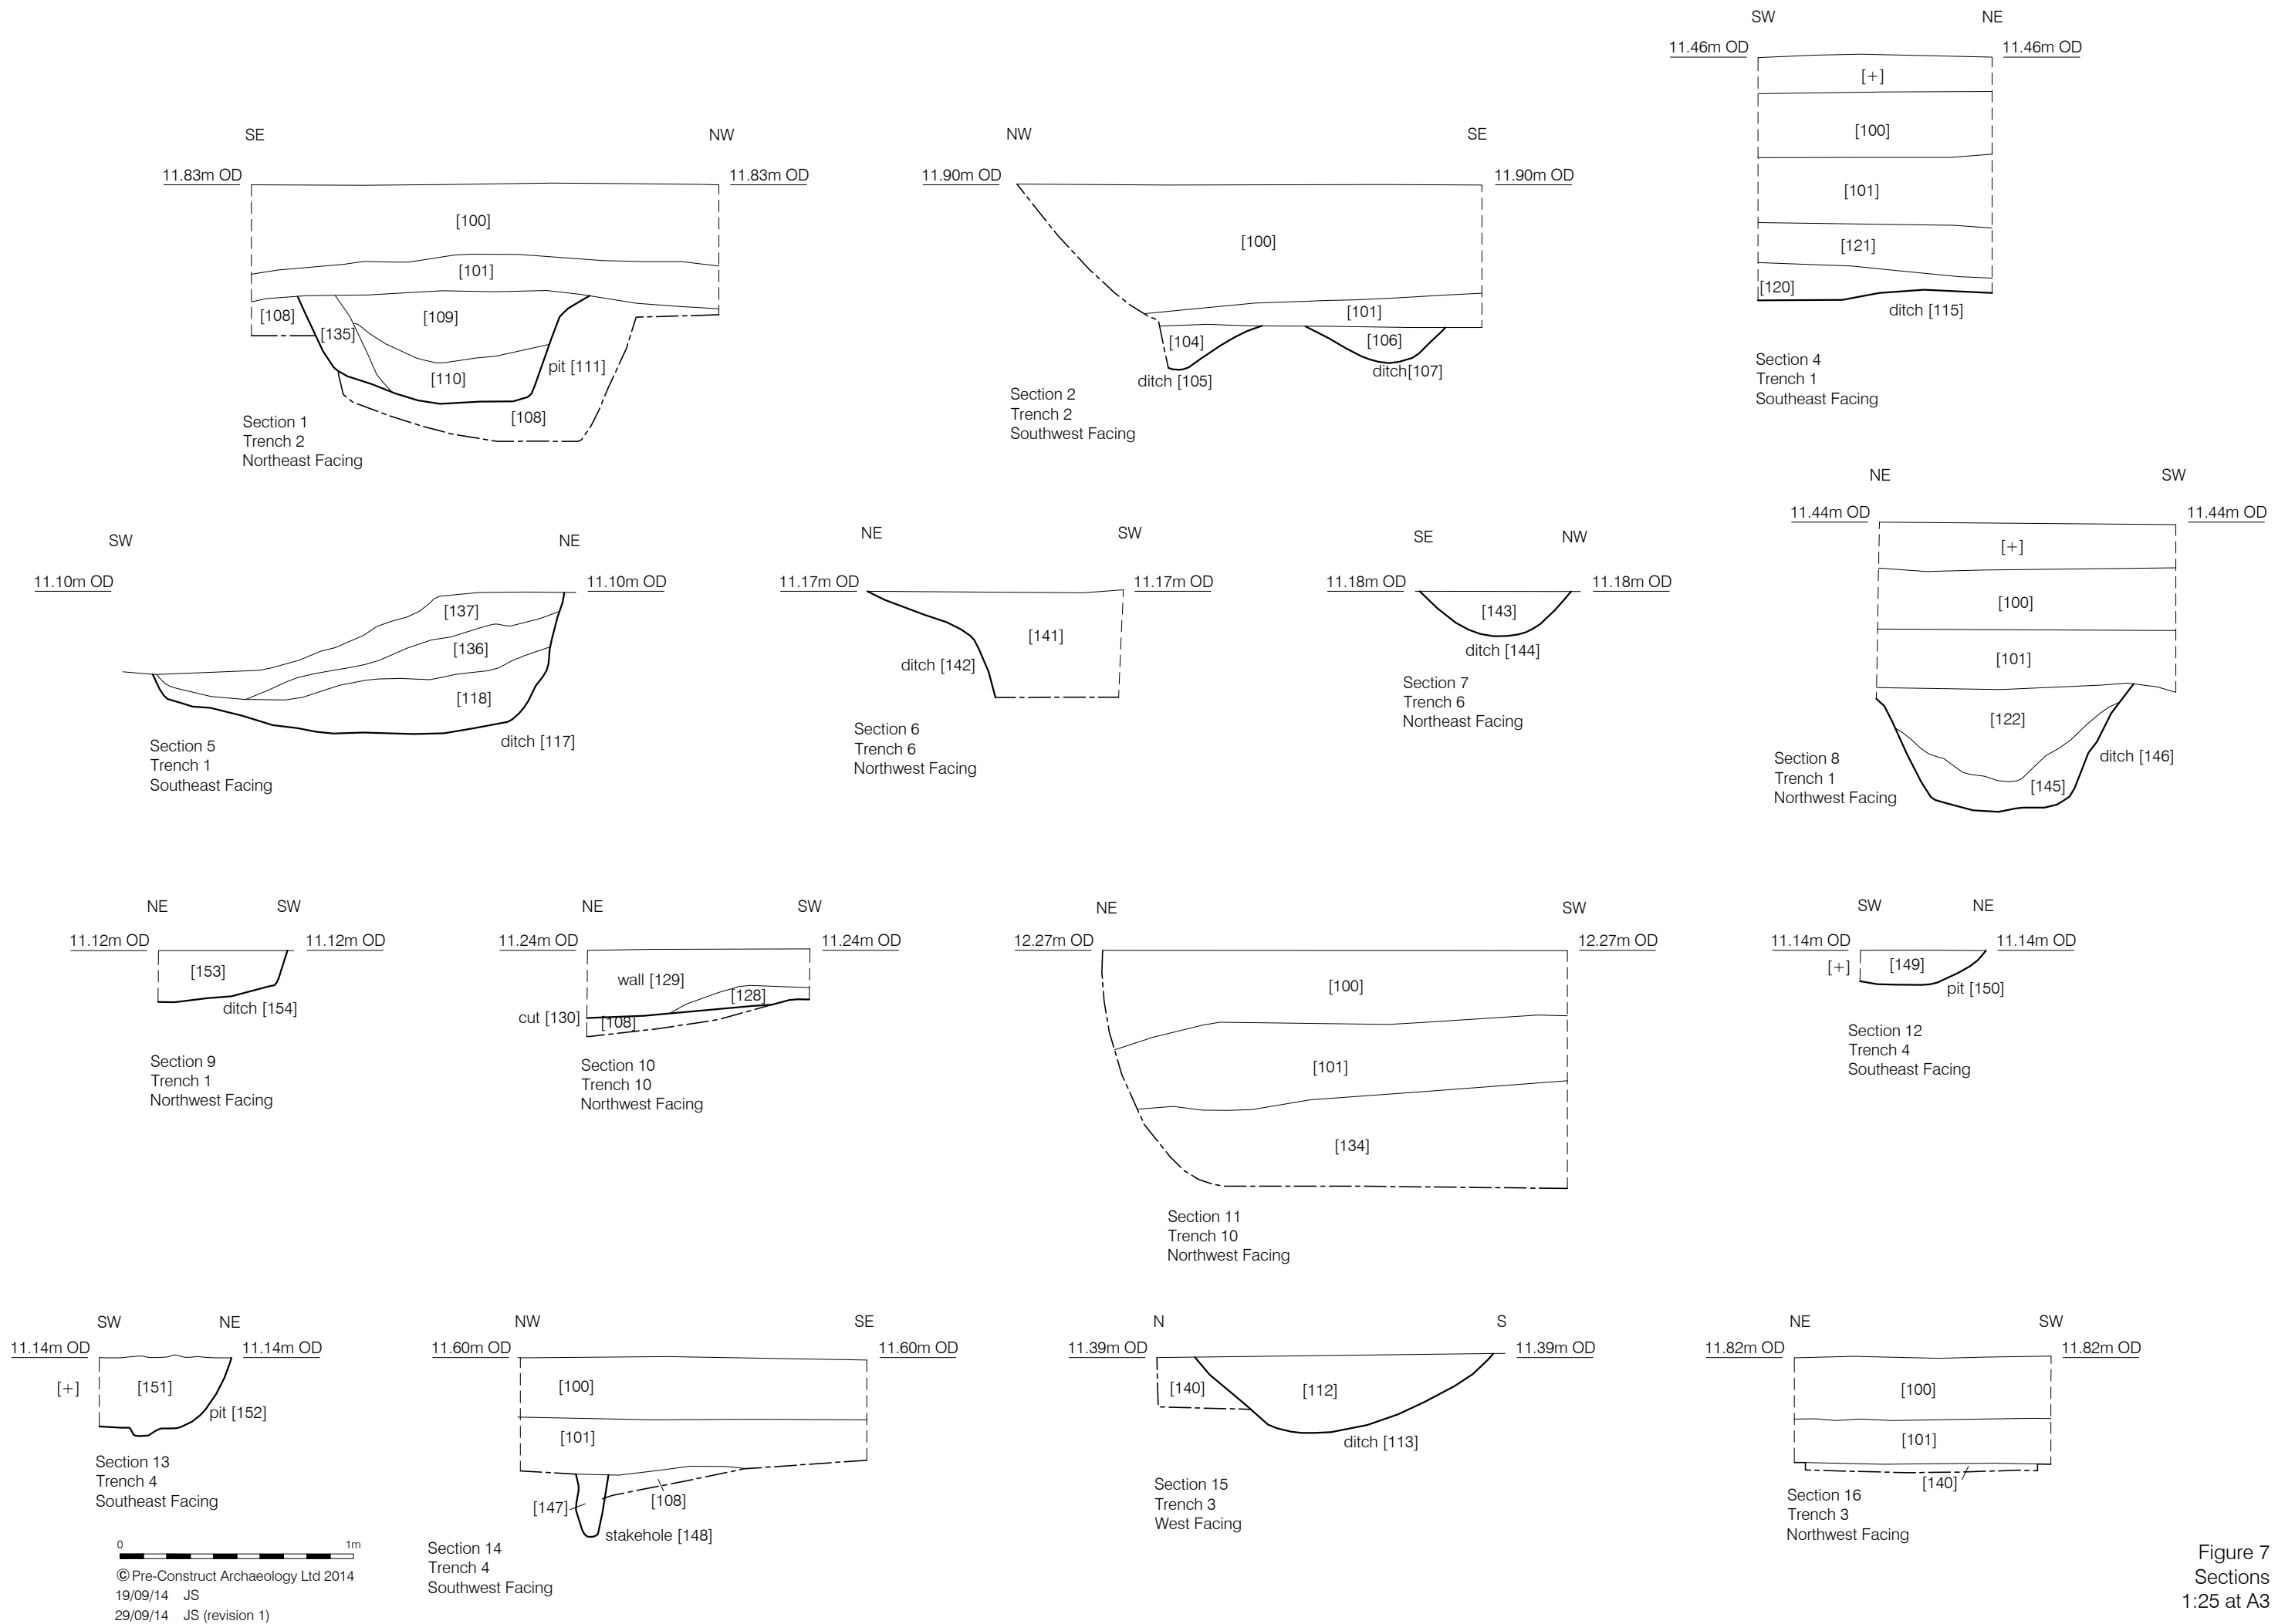 SE NW
11.83m OD 11.83m OD
[100]
[101]
[108]
[109]
[135]
pit [111]
[110]
[108]
Section 1
Trench 2
Northeast Facing
NW SE
11.90m OD 11.90m OD
[100]
[101]
[104] [106]
ditch [105] ditch[107]
Section 2
Trench 2
Southwest Facing
SW NE
11.46m OD 11.46m OD
[+]
[100]
[101]
[121]
[120]
ditch [115]
Section 4
Trench 1
Southeast Facing
SW NE
11.10m OD 11.10m OD
[137]
[136]
[118]
ditch [117]
Section 5
Trench 1
Southeast Facing
NE SW
11.17m OD 11.17m OD
[141]
ditch [142]
Section 6
Trench 6
Northwest Facing
SE NW
11.18m OD 11.18m OD
[143]
ditch [144]
Section 7
Trench 6
Northeast Facing
NE SW
11.44m OD 11.44m OD
[+]
[100]
[101]
[122]
ditch [146]
[145]
Section 8
Trench 1
Northwest Facing
NE SW
11.12m OD 11.12m OD
[153]
ditch [154]
Section 9
Trench 1
Northwest Facing
NE SW
11.24m OD 11.24m OD
wall [129]
[128]
cut [130] [108]
Section 10
Trench 10
Northwest Facing
NE SW
12.27m OD 12.27m OD
[100]
[101]
[134]
Section 11
Trench 10
Northwest Facing
SW NE
11.14m OD 11.14m OD
[+] [149]
pit [150]
Section 12
Trench 4
Southeast Facing
SW NE
11.14m OD 11.14m OD
[+] [151]
pit [152]
Section 13
Trench 4
Southeast Facing
NW SE
11.60m OD 11.60m OD
[100]
[101]
[147] [108]
stakehole [148]
Section 14
Trench 4
Southwest Facing
N S
11.39m OD 11.39m OD
[140] [112]
ditch [113]
Section 15
Trench 3
West Facing
NE SW
11.82m OD 11.82m OD
[100]
[101]
[140]
Section 16
Trench 3
Northwest Facing
0 1m
© Pre-Construct Archaeology Ltd 2014
19/09/14 JS
29/09/14 JS (revision 1)
Figure 7
Sections
1:25 at A3